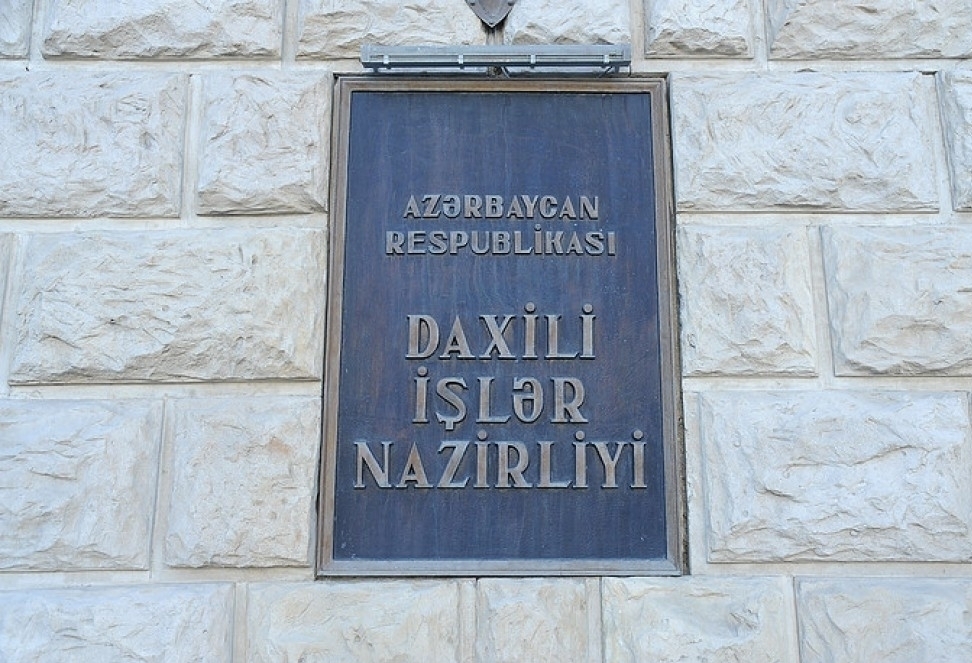 AZƏRBAYCAN
RESPUBLİKASI
DAXİLİ
İŞLƏR
NAZİRLİYİ